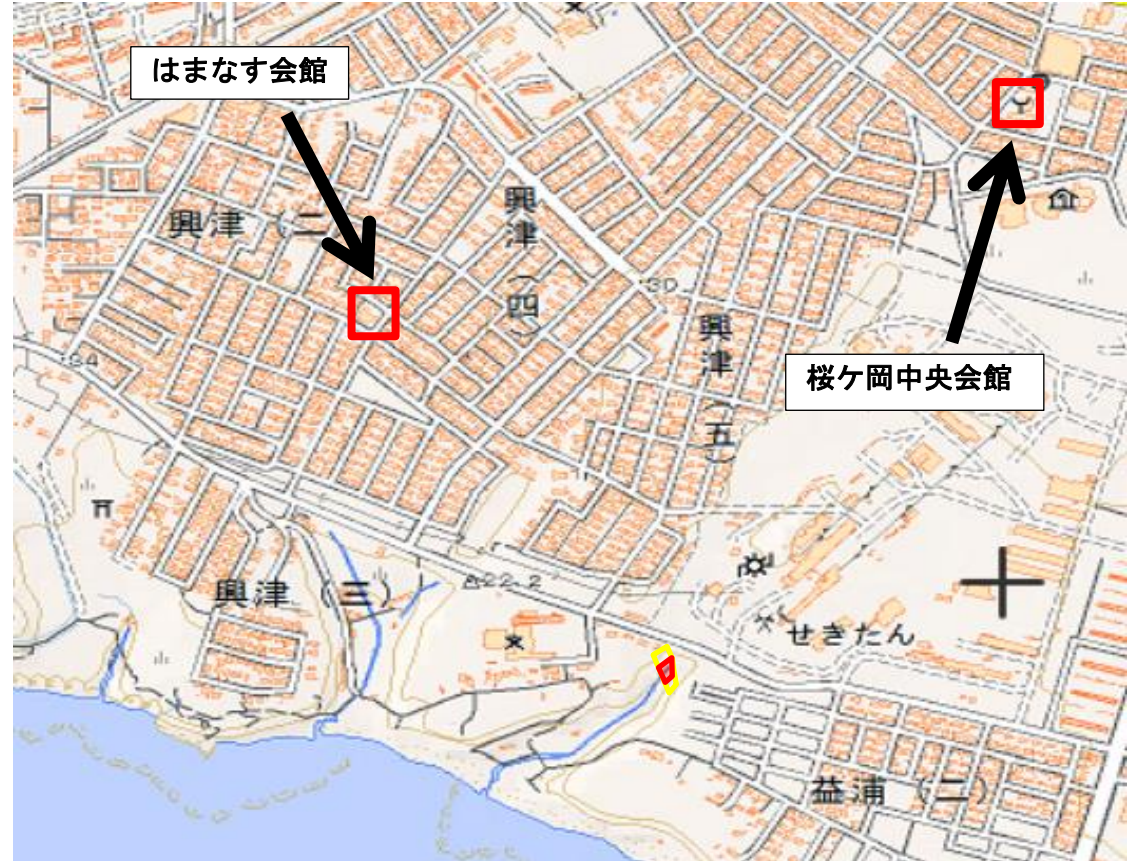 はまなす会館
興津(二)
興津(四)
30
興津(五)
桜ケ岡中央会館
34
22.2
興津(三)
せきたん
益浦(二)